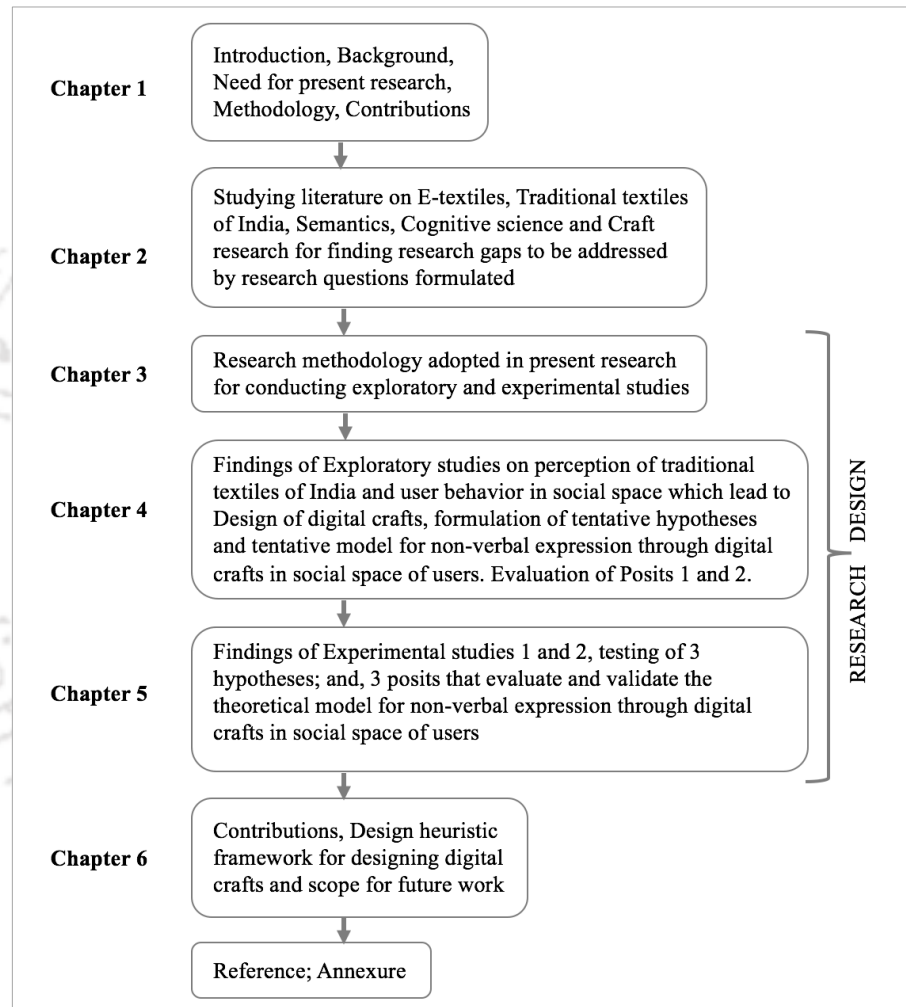 Chapter 1
Introduction, Background,
Need for present research,
Methodology, Contributions
Chapter 2
Studying literature on E-textiles, Traditional textiles
of India, Semantics, Cognitive science and Craft
research for finding research gaps to be addressed
by research questions formulated
Chapter 3
Research methodology adopted in present research
for conducting exploratory and experimental studies
Chapter 4
Findings of Exploratory studies on perception of traditional
textiles of India and user behavior in social space which lead to
Design of digital crafts, formulation of tentative hypotheses
and tentative model for non-verbal expression through digital
crafts in social space of users. Evaluation of Posits 1 and 2.
Chapter 5
Findings of Experimental studies 1 and 2, testing of 3
hypotheses; and, 3 posits that evaluate and validate the
theoretical model for non-verbal expression through digital
crafts in social space of users
RESEARCH DESIGN
Chapter 6
Contributions, Design heuristic
framework for designing digital
crafts and scope for future work
Reference; Annexure